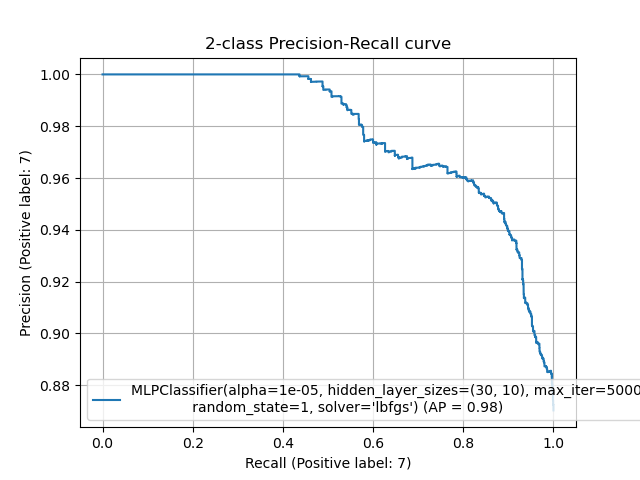 2-class Precision-Recall curve
1.00
0.98
0.96
0.94
0.92
0.90
0.88
Precision (Positive label: 7)
MLPClassifier(alpha=1e-05, hidden_layer_sizes=(30, 10), max_iter=5000
random_state=1, solver='lbfgs') (AP = 0.98)
0.0 0.2 0.4 0.6 0.8 1.0
Recall (Positive label: 7)